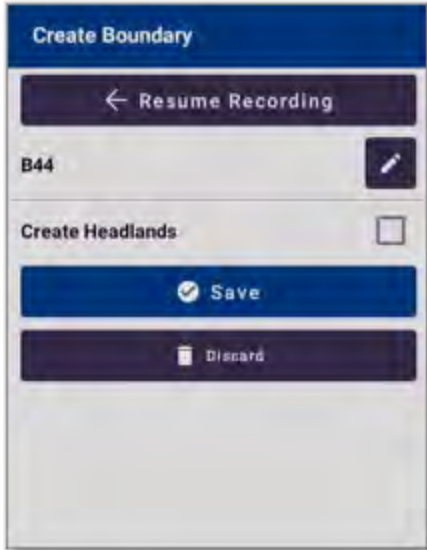 Create Boundary
Resume Recording
B44
Create Headlands
Save
Discard